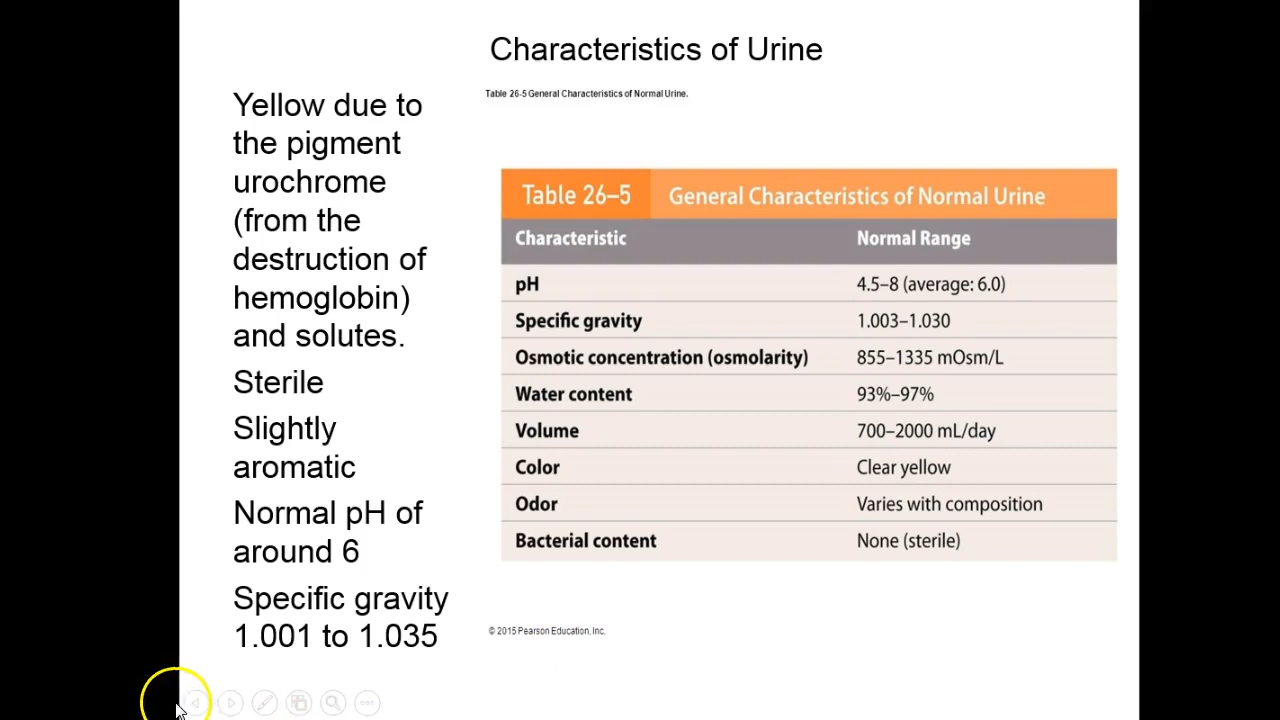 Characteristics of Urine
Yellow due to
the pigment
urochrome
(from the
destruction of
hemoglobin)
and solutes.
Sterile
Slightly
aromatic
Normal pH of
around 6
Specific gravity
1.001 to 1.035
Table 26-5 General Characteristics of Normal Urine.
Table 26–5 General Characteristics of Normal Urine
Characteristic Normal Range
pH 4.5–8 (average: 6.0)
Specific gravity 1.003–1.030
Osmotic concentration (osmolarity) 855–1335 mOsm/L
Water content 93%–97%
Volume 700–2000 mL/day
Color Clear yellow
Odor Varies with composition
Bacterial content None (sterile)
© 2015 Pearson Education, Inc.